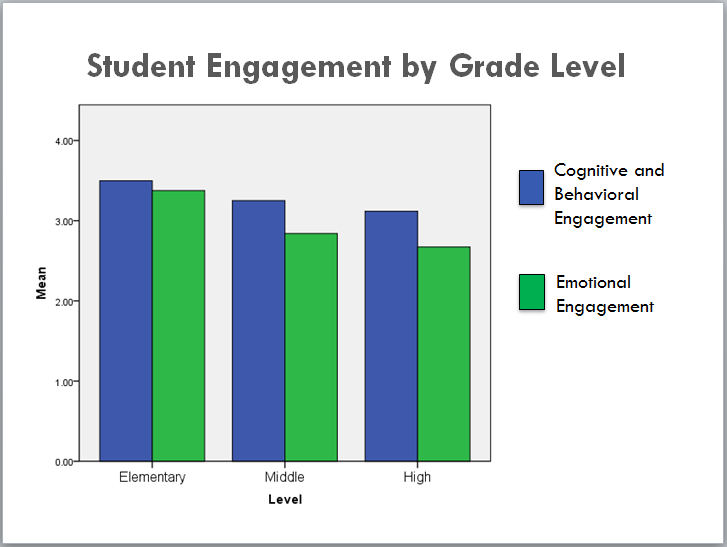 Student Engagement by Grade Level
4.00
3.00
2.00
1.00
0.00
Mean
Elementary
Middle
High
Level
Cognitive and
Behavioral
Engagement
Emotional
Engagement